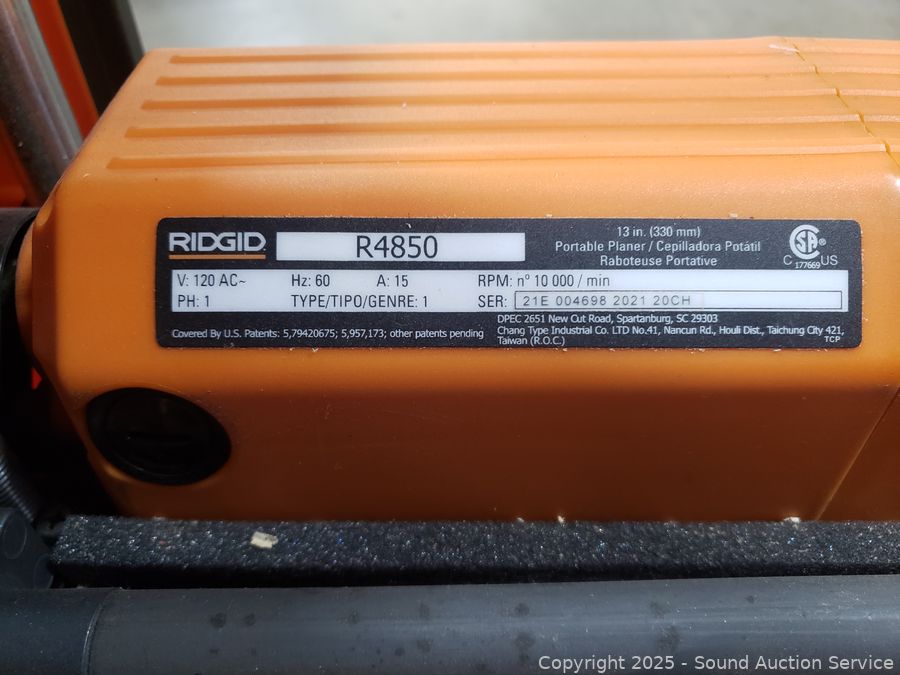 RIDGID
R4850
13 in. (330 mm)
Portable Planer / Cepilladora Potátil
Raboteuse Portative
CSA ®
C 177669 US
V: 120 AC~ Hz: 60 A: 15 RPM: n° 10 000 / min
PH: 1 TYPE/TIPO/GENRE: 1 SER: 21E 004698 2021 20CH
Covered By U.S. Patents: 5,79420675; 5,957,173; other patents pending
DPEC 2651 New Cut Road, Spartanburg, SC 29303
Chang Type Industrial Co. LTD No.41, Nancun Rd., Houli Dist., Taichung City 421,
Taiwan (R.O.C.)
TCP
Copyright © 2025 - Sound Auction Service